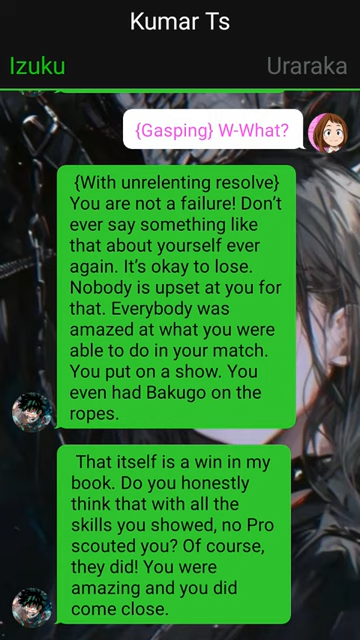 Kumar Ts
Izuku Uraraka
{Gasping} W-What?
{With unrelenting resolve}
You are not a failure! Don't
ever say something like
that about yourself ever
again. It's okay to lose.
Nobody is upset at you for
that. Everybody was
amazed at what you were
able to do in your match.
You put on a show. You
even had Bakugo on the
ropes.
That itself is a win in my
book. Do you honestly
think that with all the
skills you showed, no Pro
scouted you? Of course,
they did! You were
amazing and you did
come close.